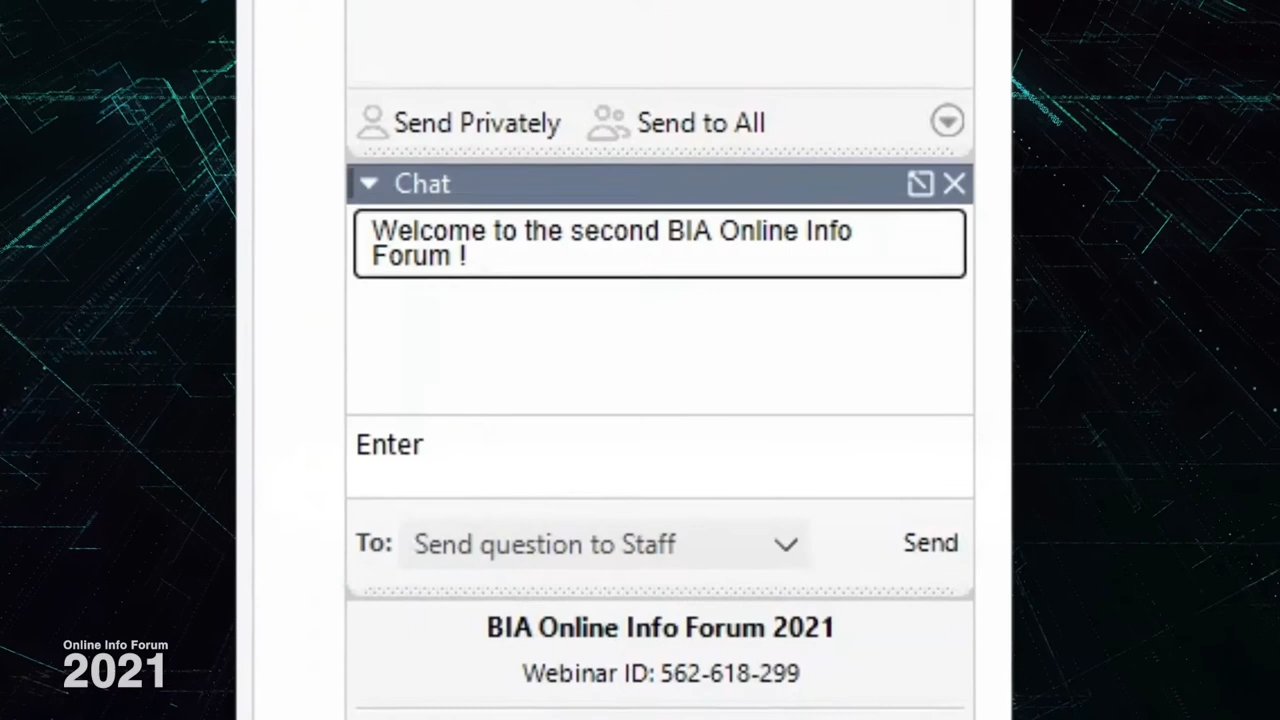 Send Privately Send to All
Chat
Welcome to the second BIA Online Info
Forum !
Enter
To: Send question to Staff Send
BIA Online Info Forum 2021
Webinar ID: 562-618-299
Online Info Forum
2021